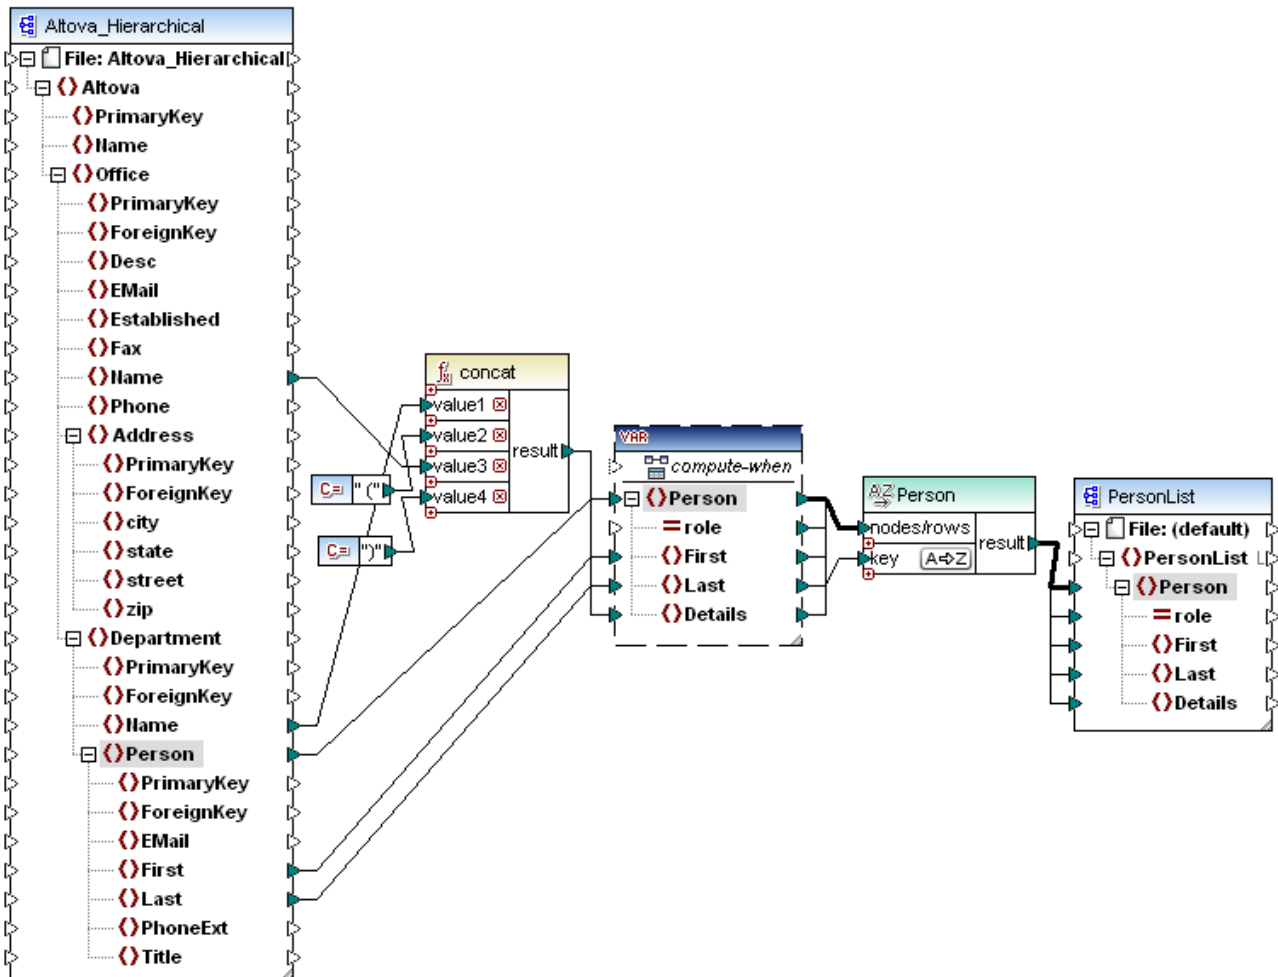 Altova_Hierarchical
File: Altova_Hierarchical
Altova
PrimaryKey
Name
Office
PrimaryKey
ForeignKey
Desc
EMail
Established
Fax
Name
Phone
Address
PrimaryKey
ForeignKey
city
state
street
zip
Department
PrimaryKey
ForeignKey
Name
Person
PrimaryKey
ForeignKey
EMail
First
Last
PhoneExt
Title
C= " ("
C= ")"
concat
value1
value2
value3
value4
result
VAR
compute-when
Person
role
First
Last
Details
AZ Person
nodes/rows
key A⇨Z
result
PersonList
File: (default)
PersonList
Person
role
First
Last
Details